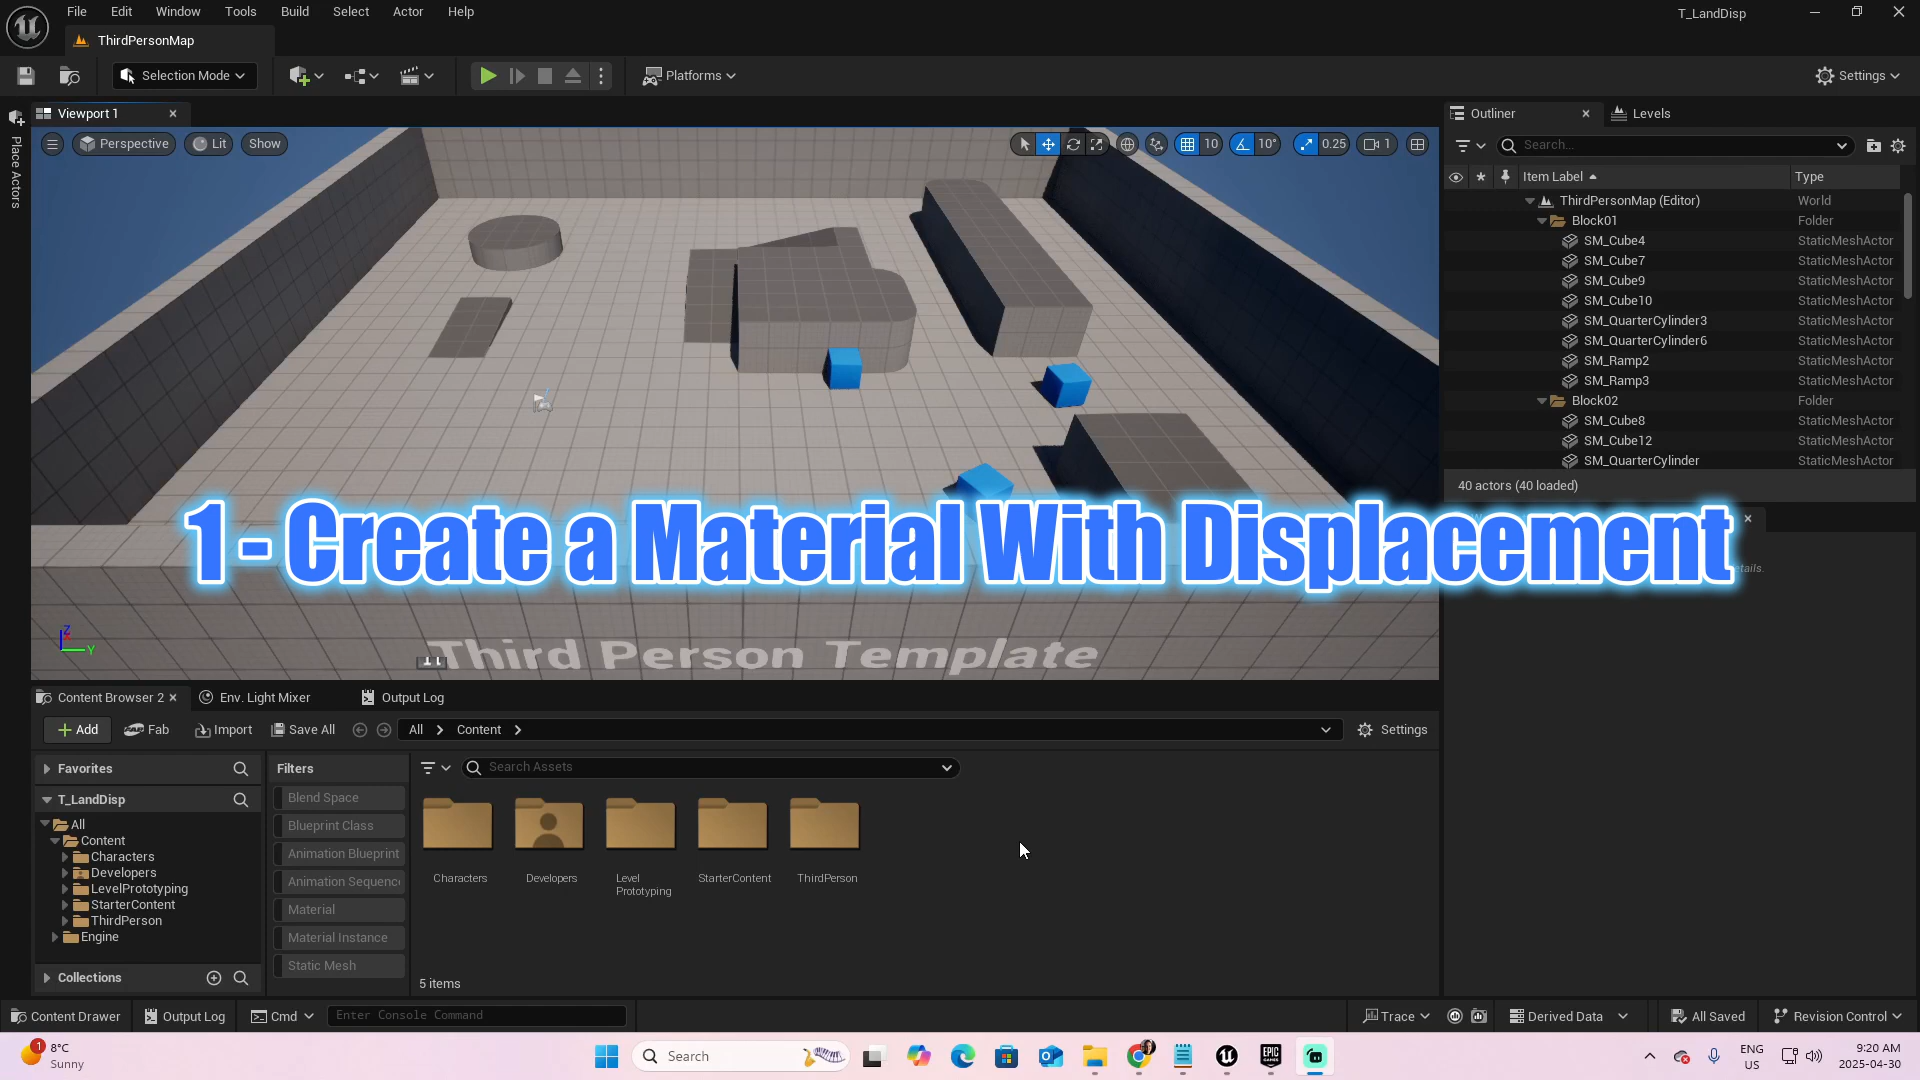 File Edit Window Tools Build Select Actor Help
T_LandDisp
ThirdPersonMap
Selection Mode
Platforms
Settings
Place Actors
Viewport 1
Perspective
Lit
Show
10
10°
0.25
1
Third Person Template
Outliner
Levels
Search...
Item Label
Type
ThirdPersonMap (Editor) World
Block01 Folder
SM_Cube4 StaticMeshActor
SM_Cube7 StaticMeshActor
SM_Cube9 StaticMeshActor
SM_Cube10 StaticMeshActor
SM_QuarterCylinder3 StaticMeshActor
SM_QuarterCylinder6 StaticMeshActor
SM_Ramp2 StaticMeshActor
SM_Ramp3 StaticMeshActor
Block02 Folder
SM_Cube8 StaticMeshActor
SM_Cube12 StaticMeshActor
SM_QuarterCylinder StaticMeshActor
40 actors (40 loaded)
1 - Create a Material With Displacement
Z
Y
Content Browser 2
Env. Light Mixer
Output Log
Add
Fab
Import
Save All
All
Content
Settings
Favorites
T_LandDisp
All
Content
Characters
Developers
LevelPrototyping
StarterContent
ThirdPerson
Engine
Collections
Filters
Blend Space
Blueprint Class
Animation Blueprint
Animation Sequence
Material
Material Instance
Static Mesh
Search Assets
Characters
Developers
Level
Prototyping
StarterContent
ThirdPerson
5 items
Content Drawer
Output Log
Cmd
Enter Console Command
Trace
Derived Data
All Saved
Revision Control
1
8°C
Sunny
Search
EPIC
GAMES
ENG
US
9:20 AM
2025-04-30